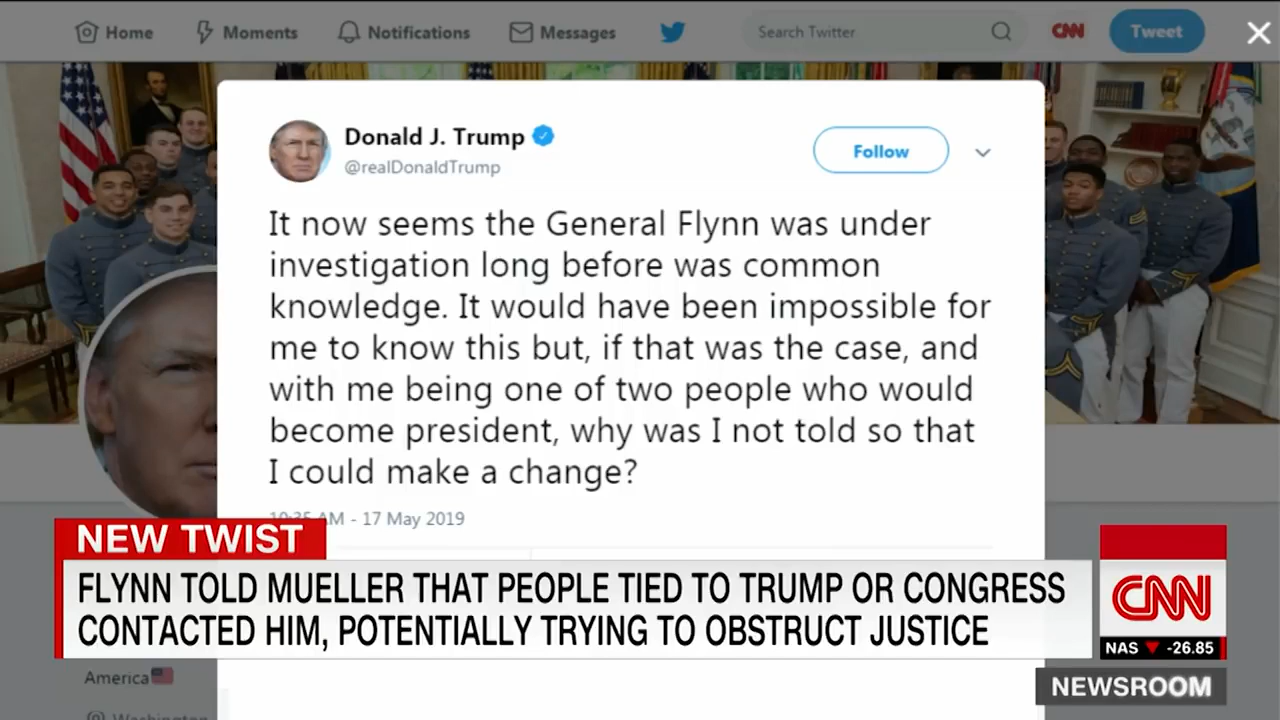 Home Moments Notifications Messages Search Twitter CNN Tweet
Donald J. Trump
@realDonaldTrump
Follow
It now seems the General Flynn was under
investigation long before was common
knowledge. It would have been impossible for
me to know this but, if that was the case, and
with me being one of two people who would
become president, why was I not told so that
I could make a change?
10:35 AM - 17 May 2019
NEW TWIST
FLYNN TOLD MUELLER THAT PEOPLE TIED TO TRUMP OR CONGRESS
CONTACTED HIM, POTENTIALLY TRYING TO OBSTRUCT JUSTICE
CNN
NAS -26.85
America
Washington
NEWSROOM